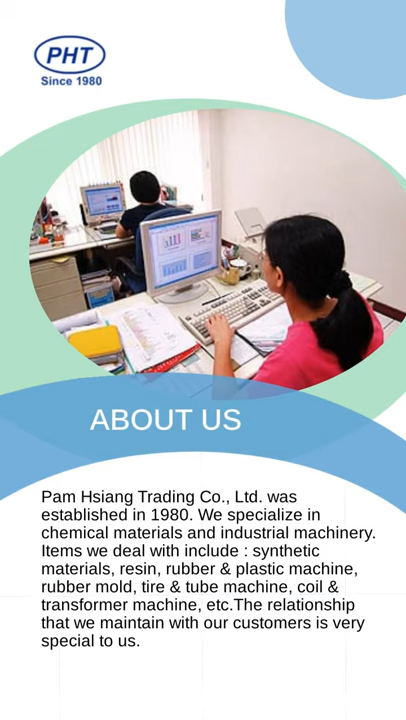 PHT
Since 1980
ABOUT US
Pam Hsiang Trading Co., Ltd. was
established in 1980. We specialize in
chemical materials and industrial machinery.
Items we deal with include : synthetic
materials, resin, rubber & plastic machine,
rubber mold, tire & tube machine, coil &
transformer machine, etc.The relationship
that we maintain with our customers is very
special to us.